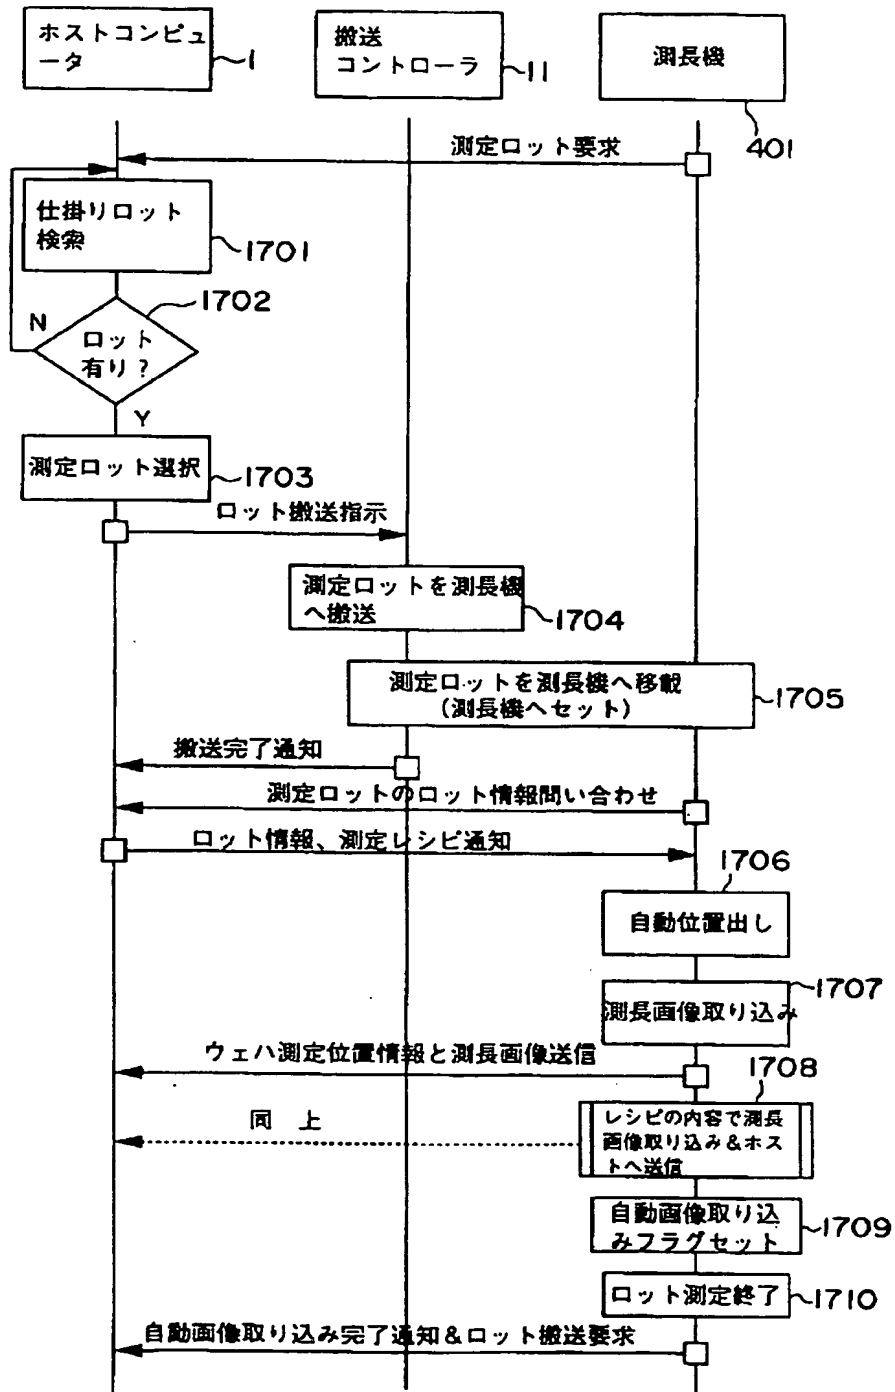 ホストコンピュ
ータ
1
搬送
コントローラ
11
測長機
401
測定ロット要求
仕掛りロット
検索
1701
1702
N
ロット
有り?
Y
測定ロット選択
1703
ロット搬送指示
測定ロットを測長機
へ搬送
1704
測定ロットを測長機へ移載
(測長機へセット)
1705
搬送完了通知
測定ロットのロット情報問い合わせ
ロット情報、測定レシピ通知
1706
自動位置出し
1707
測長画像取り込み
ウェハ測定位置情報と測長画像送信
1708
同 上
レシピの内容で測長
画像取り込み&ホス
トへ送信
自動画像取り込
みフラグセット
1709
ロット測定終了
1710
自動画像取り込み完了通知&ロット搬送要求